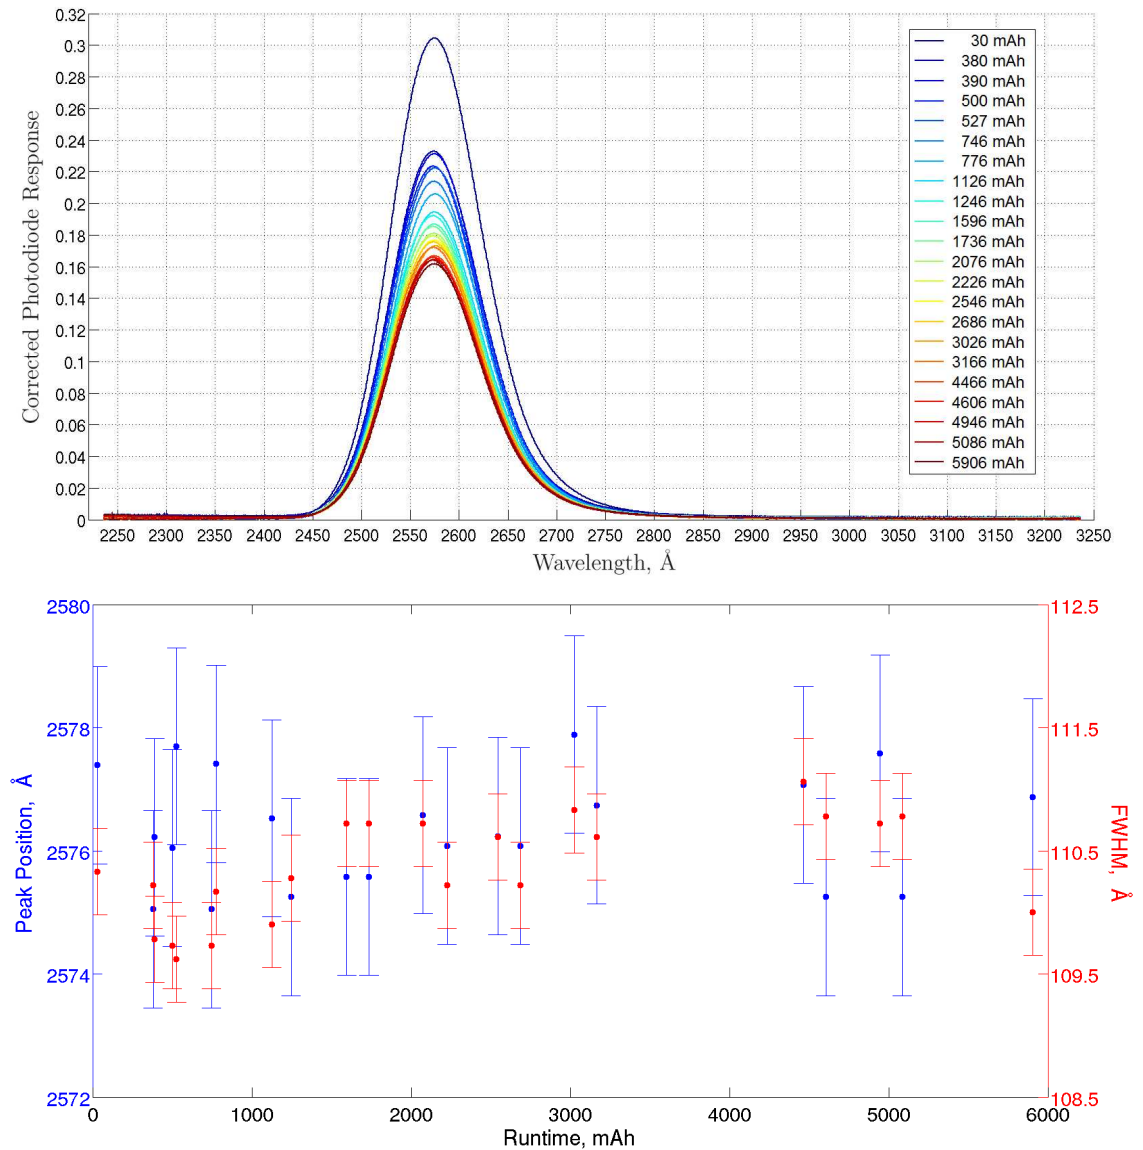 0.32
0.3
0.28
0.26
0.24
0.22
0.2
0.18
0.16
0.14
0.12
0.1
0.08
0.06
0.04
0.02
0
Corrected Photodiode Response
2250 2300 2350 2400 2450 2500 2550 2600 2650 2700 2750 2800 2850 2900 2950 3000 3050 3100 3150 3200 3250
Wavelength, Å
30 mAh
380 mAh
390 mAh
500 mAh
527 mAh
746 mAh
776 mAh
1126 mAh
1246 mAh
1596 mAh
1736 mAh
2076 mAh
2226 mAh
2546 mAh
2686 mAh
3026 mAh
3166 mAh
4466 mAh
4606 mAh
4946 mAh
5086 mAh
5906 mAh
2580
2578
2576
2574
2572
Peak Position, Å
112.5
111.5
110.5
109.5
108.5
FWHM, Å
0 1000 2000 3000 4000 5000 6000
Runtime, mAh